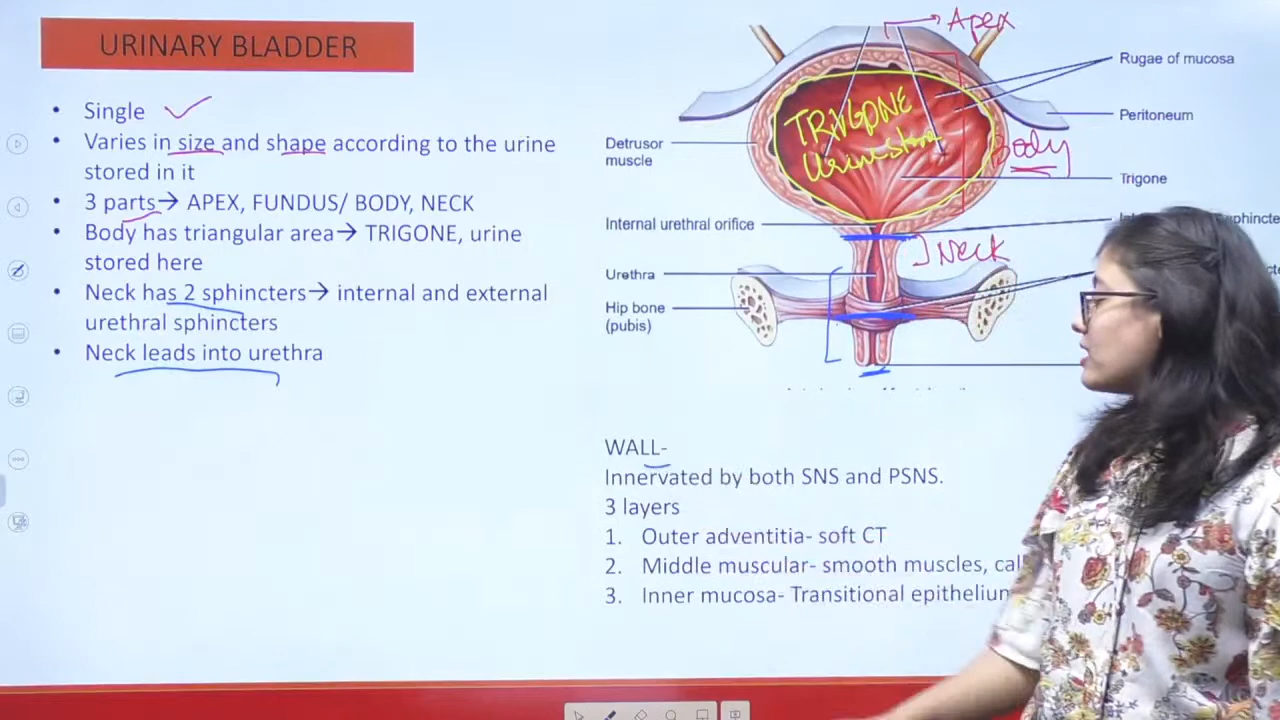 URINARY BLADDER
• Single
• Varies in size and shape according to the urine
stored in it
• 3 parts→ APEX, FUNDUS/ BODY, NECK
• Body has triangular area→ TRIGONE, urine
stored here
• Neck has 2 sphincters→ internal and external
urethral sphincters
• Neck leads into urethra
Apex
Rugae of mucosa
Peritoneum
Detrusor
muscle
TRIGONE
Body
Trigone
Internal urethral orifice
Neck
Urethra
Hip bone
(pubis)
WALL-
Innervated by both SNS and PSNS.
3 layers
1. Outer adventitia- soft CT
2. Middle muscular- smooth muscles,
3. Inner mucosa- Transitional epithelium